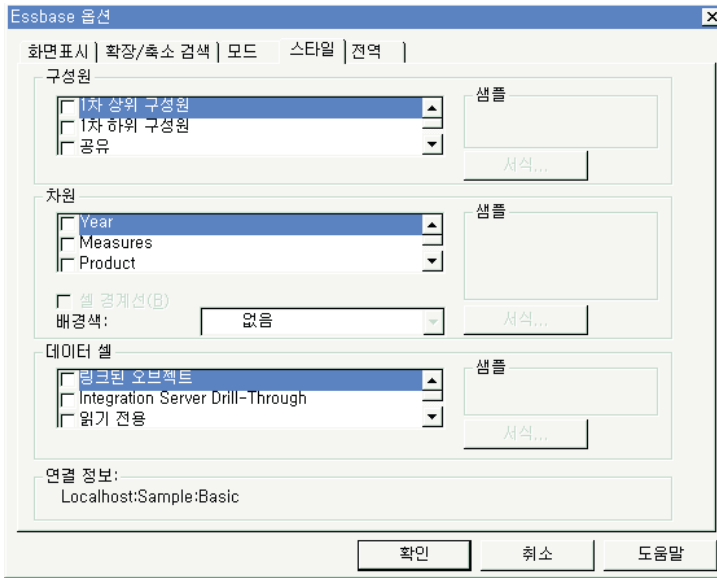 Essbase 옵션
화면표시 확장/축소 검색 모드 스타일 전역
구성원
1차 상위 구성원
1차 하위 구성원
공유
샘플
서식...
차원
Year
Measures
Product
샘플
셀 경계선(B)
배경색: 없음
서식...
데이터 셀
링크된 오브젝트
Integration Server Drill-Through
읽기 전용
샘플
서식...
연결 정보:
Localhost:Sample:Basic
확인 취소 도움말